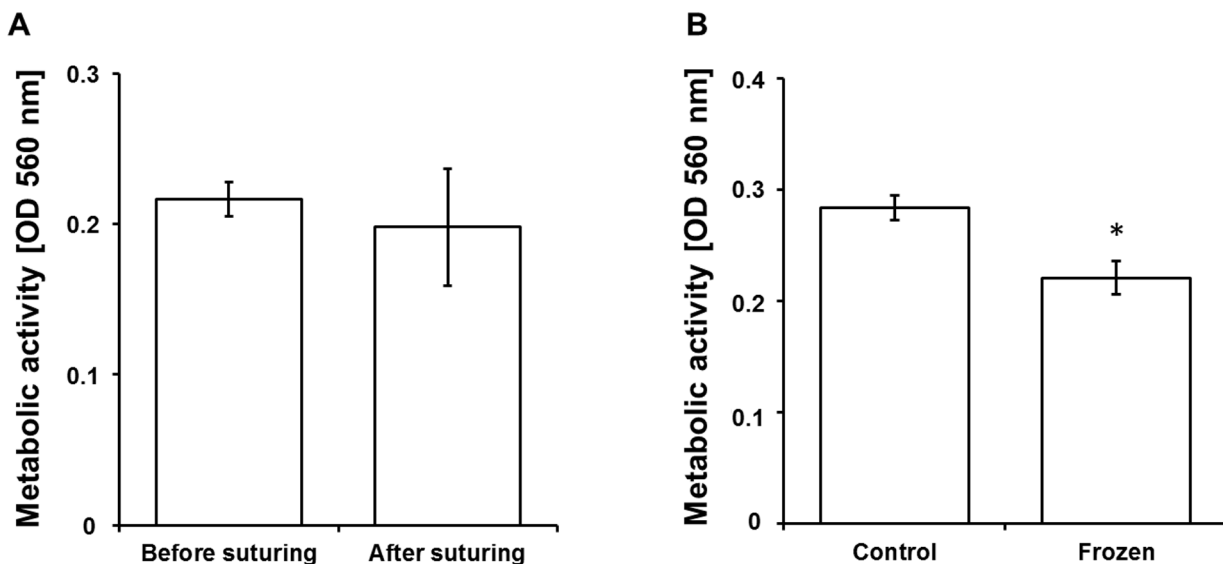 A
Metabolic activity [OD 560 nm]
0.3
0.2
0.1
0
Before suturing
After suturing
B
Metabolic activity [OD 560 nm]
0.4
0.3
0.2
0.1
0
*
Control
Frozen